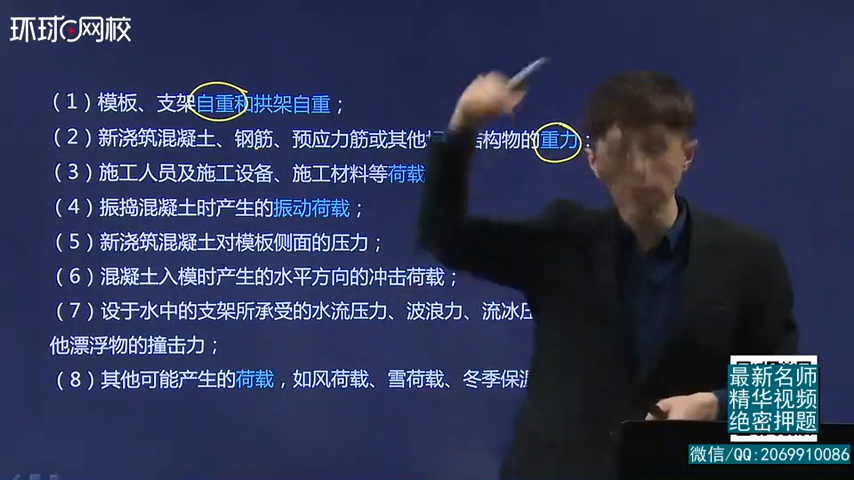 环球网校
（1）模板、支架自重和拱架自重；
（2）新浇筑混凝土、钢筋、预应力筋或其他 结构物的重力；
（3）施工人员及施工设备、施工材料等荷载
（4）振捣混凝土时产生的振动荷载；
（5）新浇筑混凝土对模板侧面的压力；
（6）混凝土入模时产生的水平方向的冲击荷载；
（7）设于水中的支架所承受的水流压力、波浪力、流冰压
他漂浮物的撞击力；
（8）其他可能产生的荷载，如风荷载、雪荷载、冬季保温
最新名师
精华视频
绝密押题
微信/QQ:2069910086